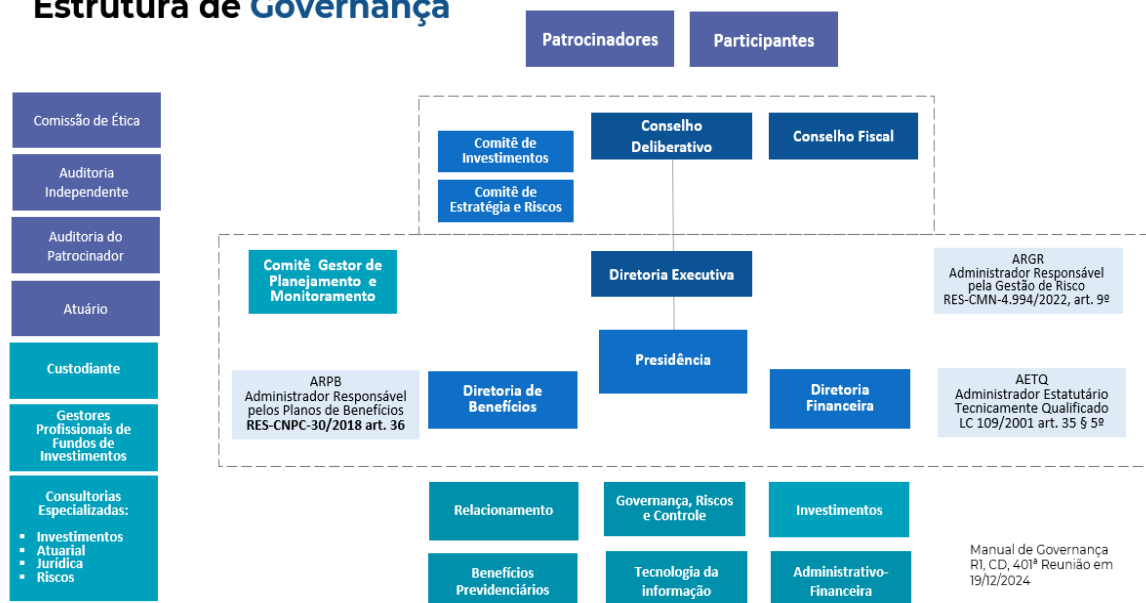 Estrutura de Governança
Patrocinadores
Participantes
Comissão de Ética
Auditoria
Independente
Auditoria do
Patrocinador
Atuário
Custodiante
Gestores
Profissionais de
Fundos de
Investimentos
Consultorias
Especializadas:
▪ Investimentos
▪ Atuarial
▪ Jurídica
▪ Riscos
Comitê de
Investimentos
Comitê de
Estratégia e Riscos
Conselho
Deliberativo
Conselho Fiscal
Comitê Gestor de
Planejamento e
Monitoramento
Diretoria Executiva
ARGR
Administrador Responsável
pela Gestão de Risco
RES-CMN-4.994/2022, art. 9º
Presidência
ARPB
Administrador Responsável
pelos Planos de Benefícios
RES-CNPC-30/2018 art. 36
Diretoria de
Benefícios
Diretoria
Financeira
AETQ
Administrador Estatutário
Tecnicamente Qualificado
LC 109/2001 art. 35 § 5º
Relacionamento
Governança, Riscos
e Controle
Investimentos
Benefícios
Previdenciários
Tecnologia da
informação
Administrativo-
Financeira
Manual de Governança
R1, CD, 401ª Reunião em
19/12/2024